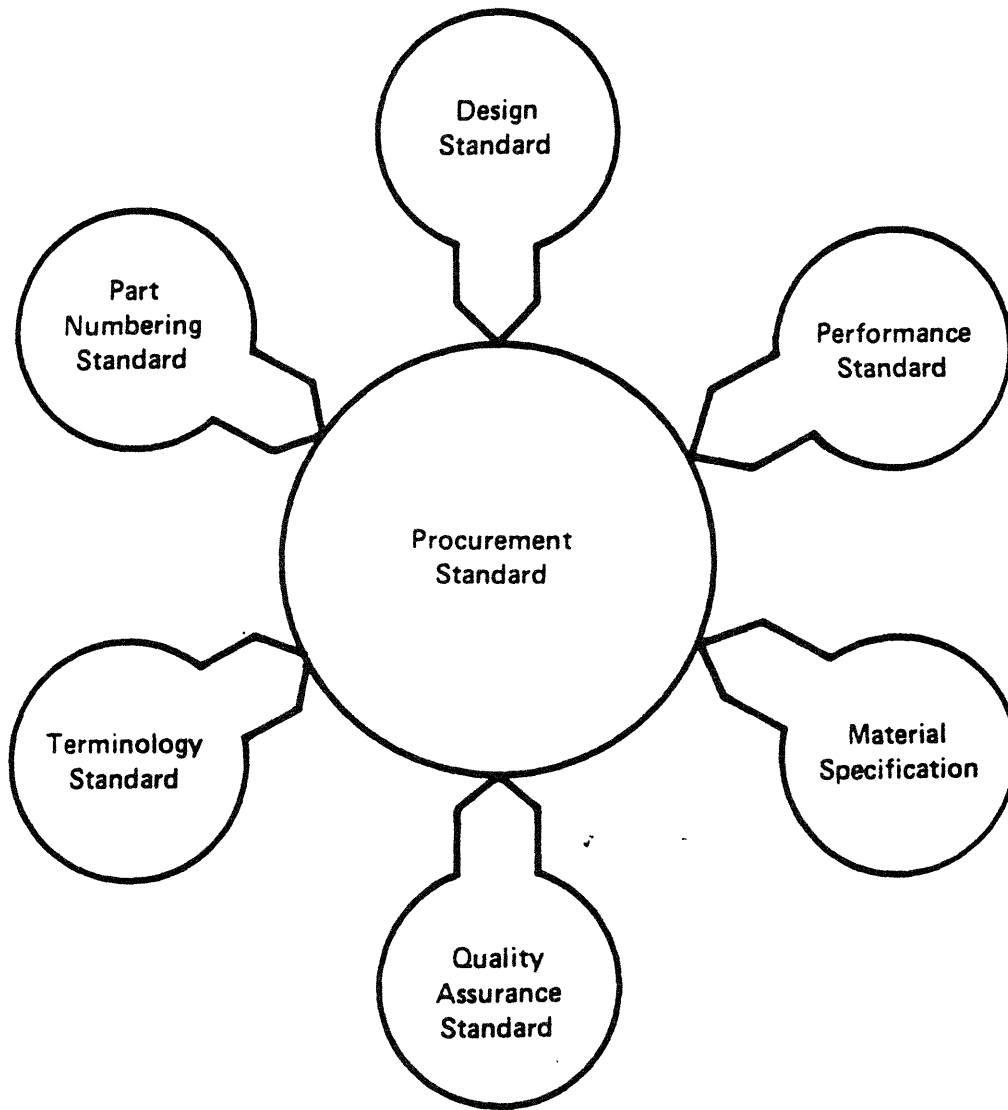 Design
Standard
Part
Numbering
Standard
Performance
Standard
Procurement
Standard
Terminology
Standard
Material
Specification
Quality
Assurance
Standard